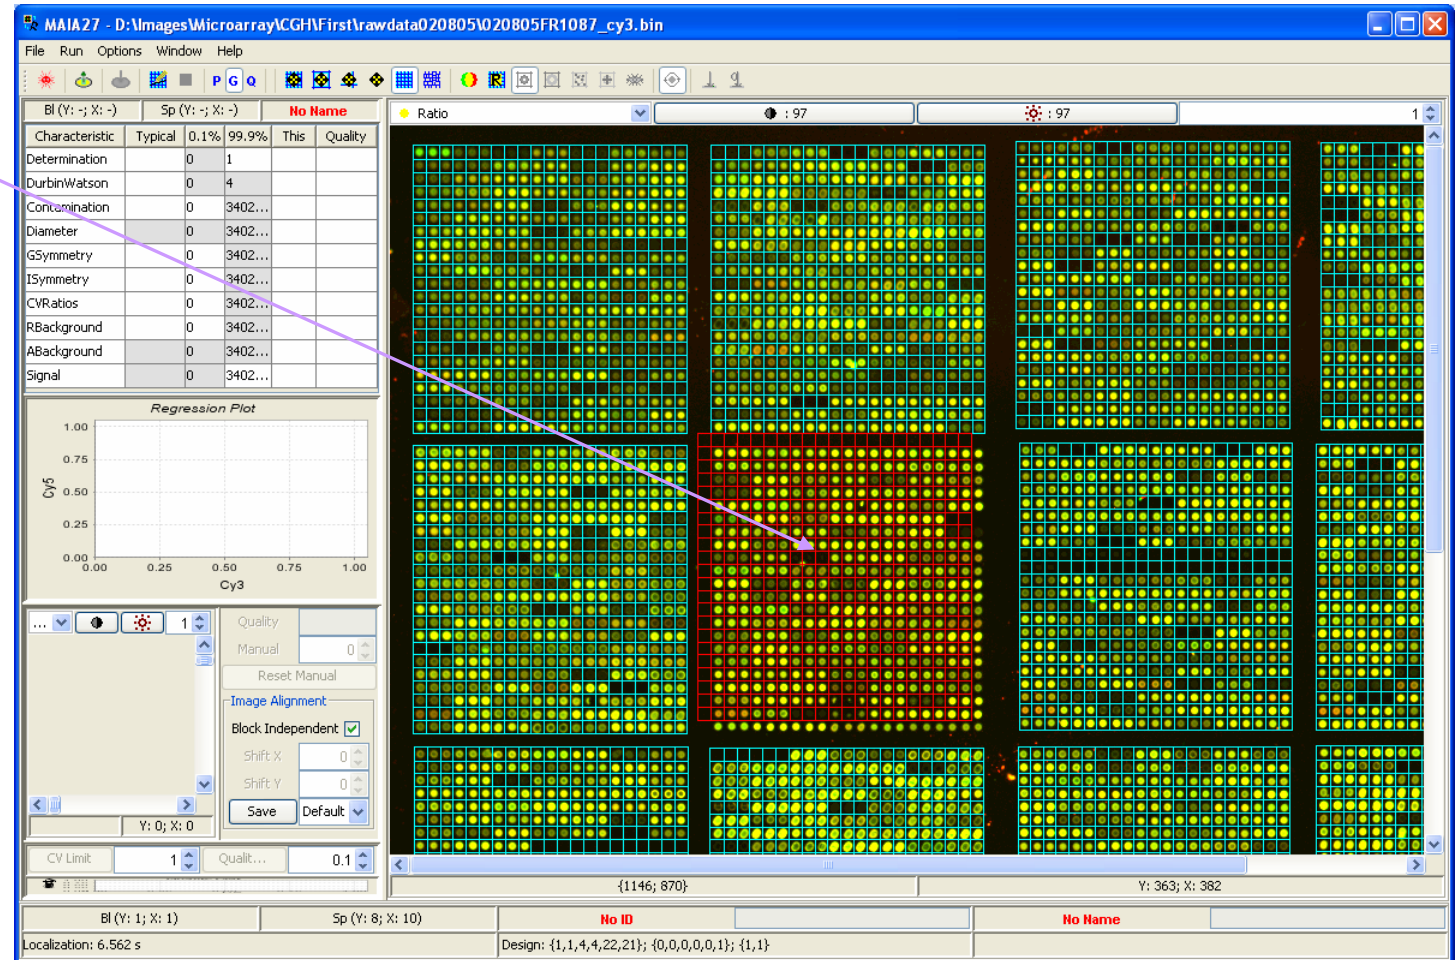 MAIA27 - D:\Images\Microarray\CGH\First\rawdata020805\020805FR1087_cy3.bin
File Run Options Window Help
P G Q
Bl (Y: -; X: -) Sp (Y: -; X: -) No Name
Ratio : 97 : 97 1
Characteristic Typical 0.1% 99.9% This Quality
Determination 0 1
DurbinWatson 0 4
Contamination 0 3402...
Diameter 0 3402...
GSymmetry 0 3402...
ISymmetry 0 3402...
CVRatios 0 3402...
RBackground 0 3402...
ABackground 0 3402...
Signal 0 3402...
Regression Plot
1.00
0.75
Cy5
0.50
0.25
0.00
0.00 0.25 0.50 0.75 1.00
Cy3
... 1
Quality
Manual 0
Reset Manual
Image Alignment
Block Independent
Shift X 0
Shift Y 0
Save Default
Y: 0; X: 0
CV Limit 1 Qualit... 0.1
{1146; 870} Y: 363; X: 382
Bl (Y: 1; X: 1) Sp (Y: 8; X: 10) No ID No Name
Localization: 6.562 s Design: {1,1,4,4,22,21}; {0,0,0,0,0,1}; {1,1}